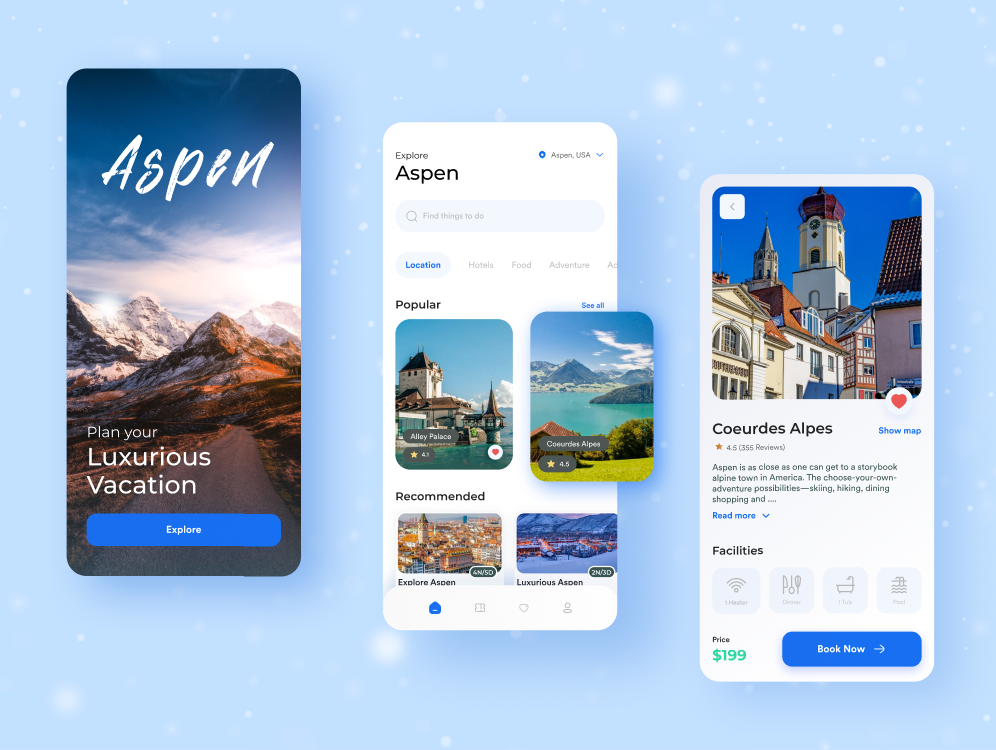 Aspen
Plan your
Luxurious
Vacation
Explore
Explore
Aspen, USA
Aspen
Find things to do
Location Hotels Food Adventure Ad
Popular See all
Alley Palace
4.1
Coeurdes Alpes
4.5
Recommended
4N/5D
2N/3D
Explore Aspen
Luxurious Aspen
Coeurdes Alpes
Show map
4.5 (355 Reviews)
Aspen is as close as one can get to a storybook
alpine town in America. The choose-your-own-
adventure possibilities—skiing, hiking, dining
shopping and ....
Read more
Facilities
1 Heater
Dinner
1 Tub
Pool
Price
$199
Book Now